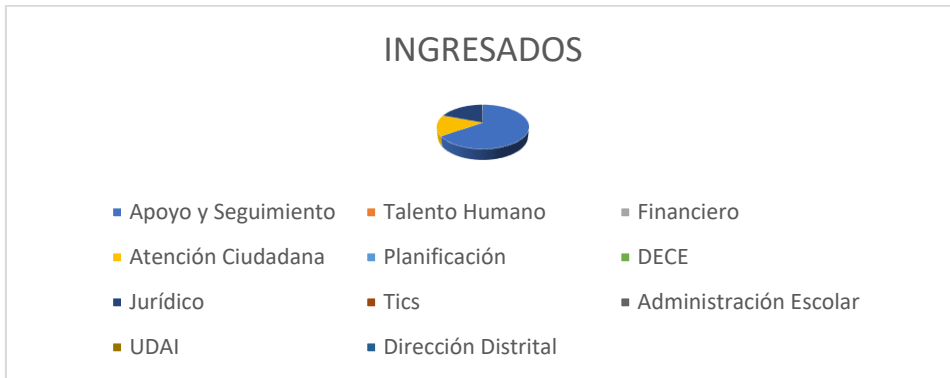 INGRESADOS
Apoyo y Seguimiento Talento Humano Financiero
Atención Ciudadana Planificación DECE
Jurídico Tics Administración Escolar
UDAI Dirección Distrital